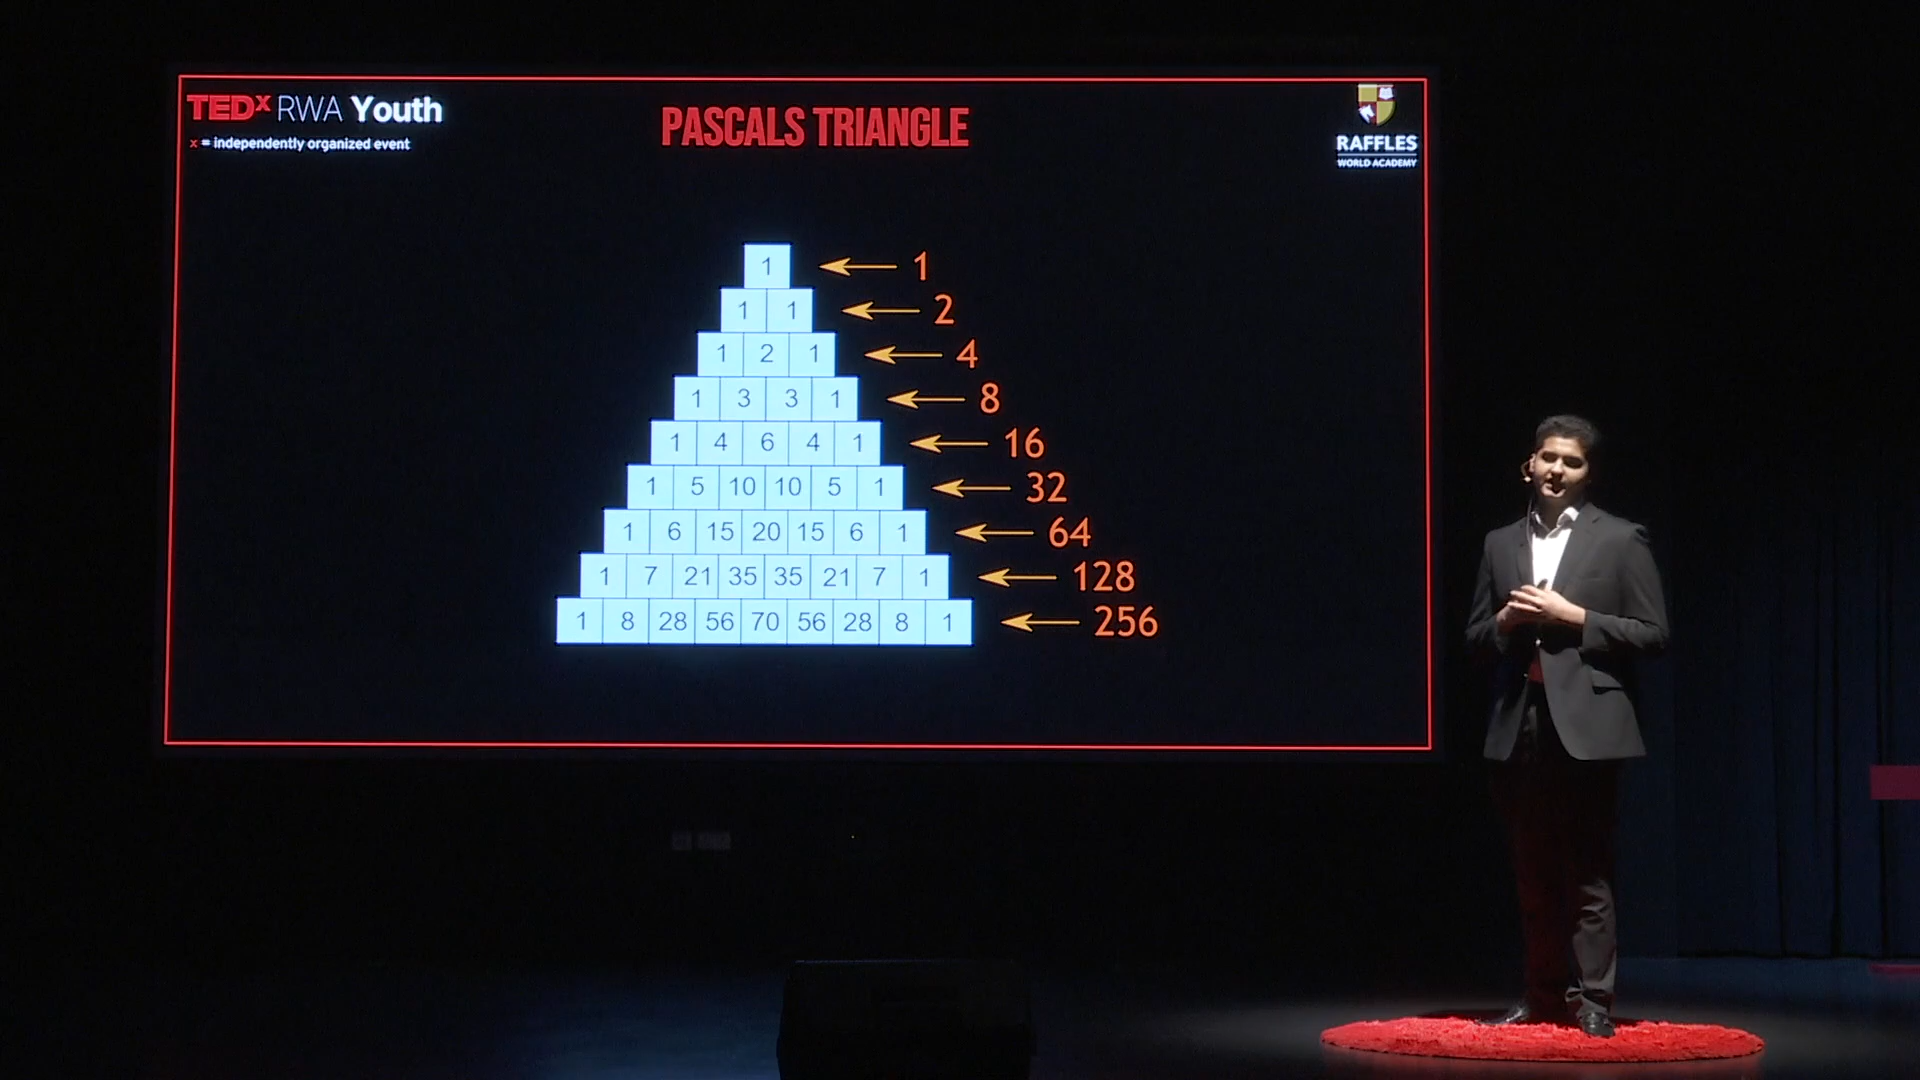 TEDx RWA Youth
x = independently organized event
PASCALS TRIANGLE
RAFFLES
WORLD ACADEMY
1 1
1 1 2
1 2 1 4
1 3 3 1 8
1 4 6 4 1 16
1 5 10 10 5 1 32
1 6 15 20 15 6 1 64
1 7 21 35 35 21 7 1 128
1 8 28 56 70 56 28 8 1 256